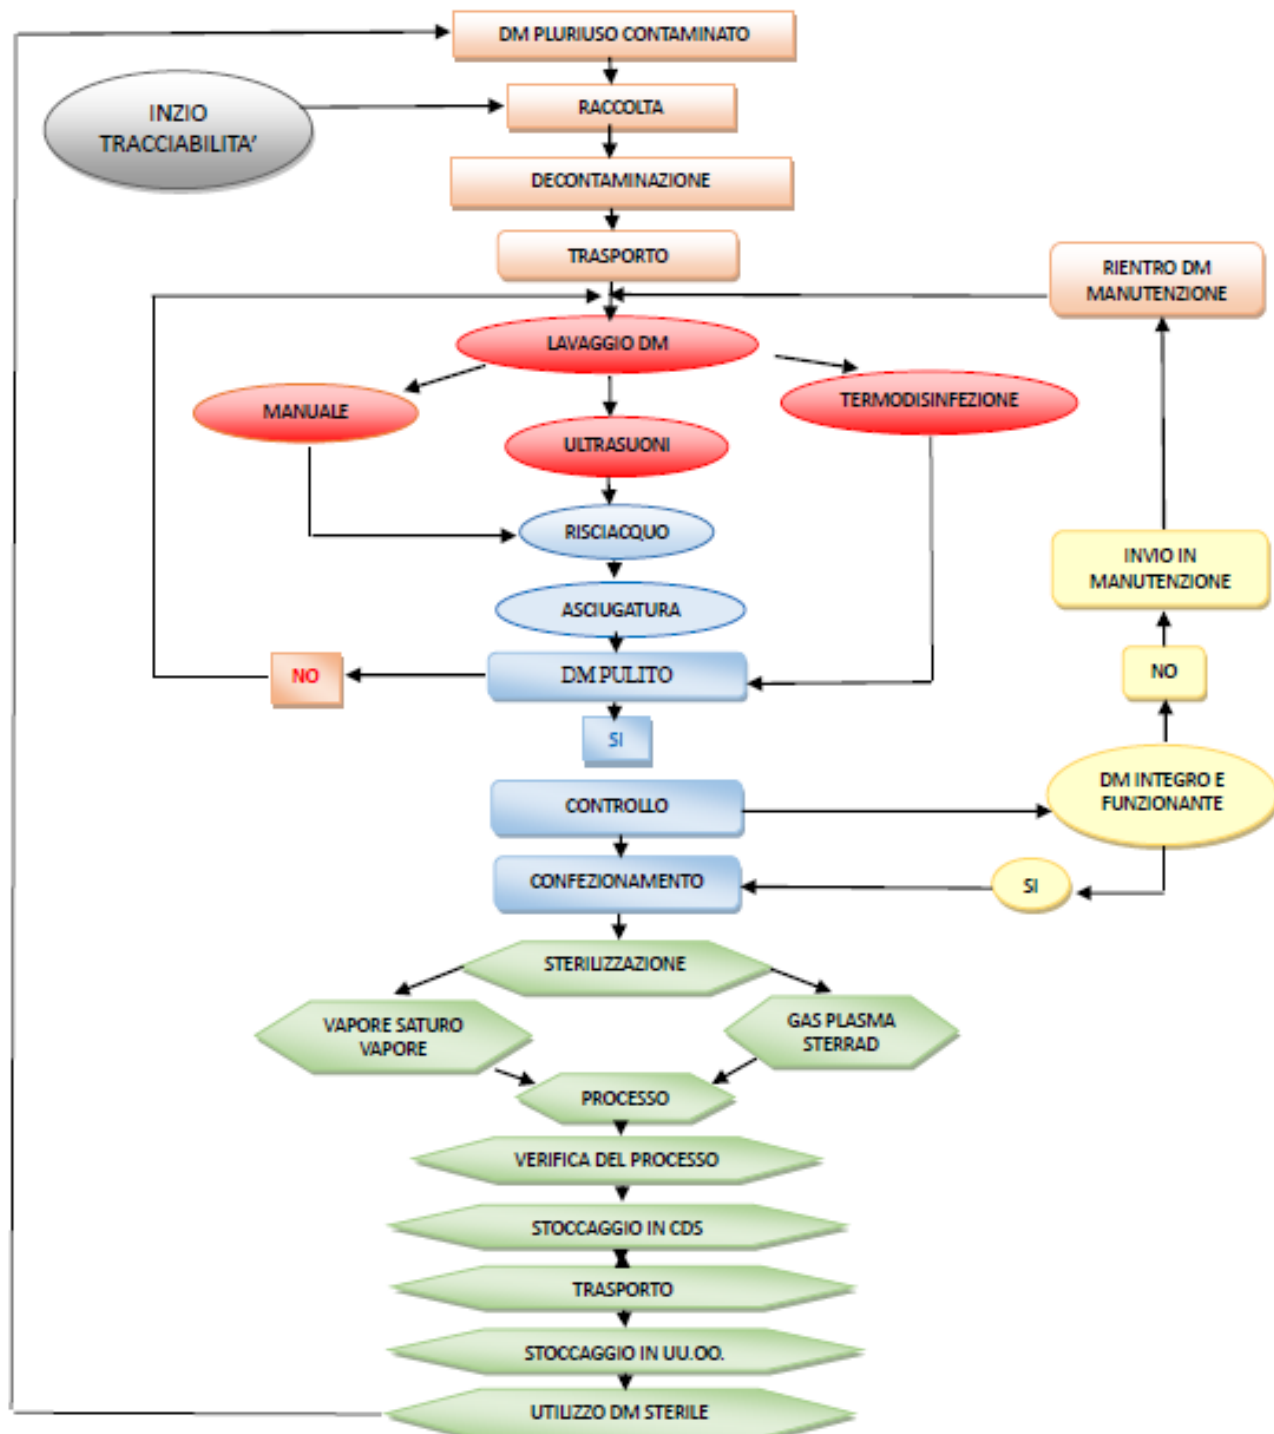 DM PLURIUSO CONTAMINATO
INZIO
TRACCIABILITA'
RACCOLTA
DECONTAMINAZIONE
TRASPORTO
RIENTRO DM
MANUTENZIONE
LAVAGGIO DM
MANUALE
TERMODISINFEZIONE
ULTRASUONI
RISCIACQUO
INVIO IN
MANUTENZIONE
ASCIUGATURA
NO
DM PULITO
NO
SI
DM INTEGRO E
FUNZIONANTE
CONTROLLO
CONFEZIONAMENTO
SI
STERILIZZAZIONE
VAPORE SATURO
VAPORE
GAS PLASMA
STERRAD
PROCESSO
VERIFICA DEL PROCESSO
STOCCAGGIO IN CDS
TRASPORTO
STOCCAGGIO IN UU.OO.
UTILIZZO DM STERILE